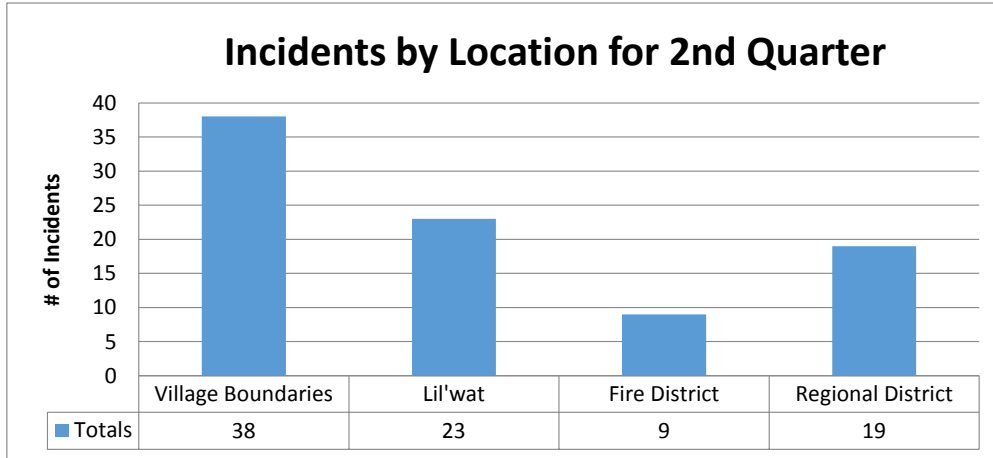 Incidents by Location for 2nd Quarter
# of Incidents
40
35
30
25
20
15
10
5
0
Village Boundaries Lil'wat Fire District Regional District
Totals 38 23 9 19